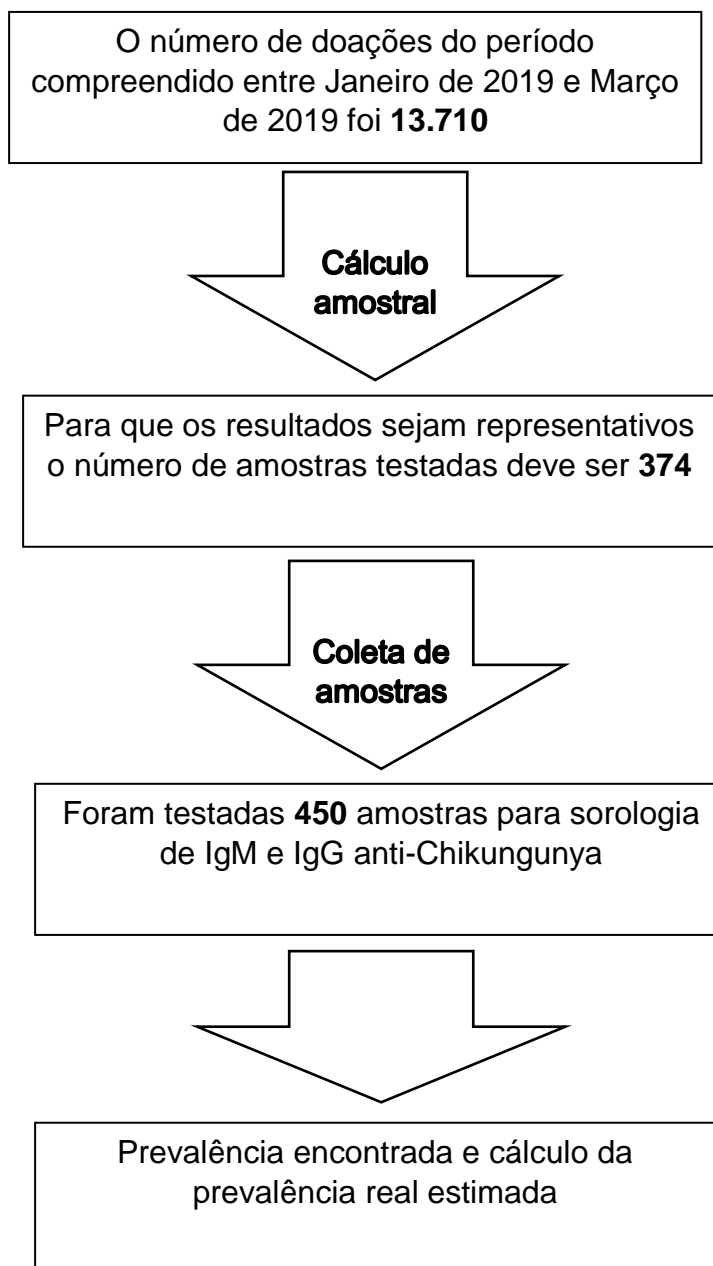 O número de doações do período
compreendido entre Janeiro de 2019 e Março
de 2019 foi 13.710
Cálculo
amostral
Para que os resultados sejam representativos
o número de amostras testadas deve ser 374
Coleta de
amostras
Foram testadas 450 amostras para sorologia
de IgM e IgG anti-Chikungunya
Prevalência encontrada e cálculo da
prevalência real estimada